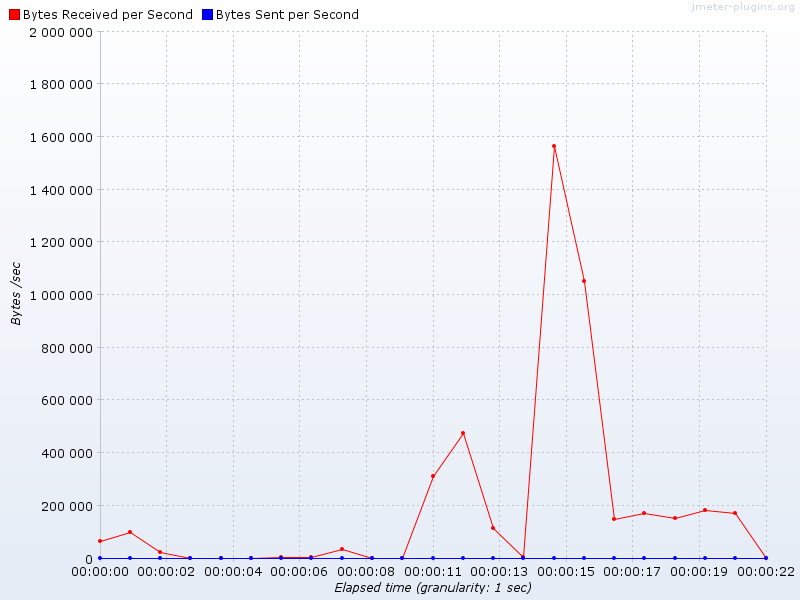 jmeter-plugins.org
Bytes Received per Second Bytes Sent per Second
2 000 000
1 800 000
1 600 000
1 400 000
1 200 000
1 000 000
800 000
600 000
400 000
200 000
0
Bytes /sec
00:00:00 00:00:02 00:00:04 00:00:06 00:00:08 00:00:11 00:00:13 00:00:15 00:00:17 00:00:19 00:00:22
Elapsed time (granularity: 1 sec)